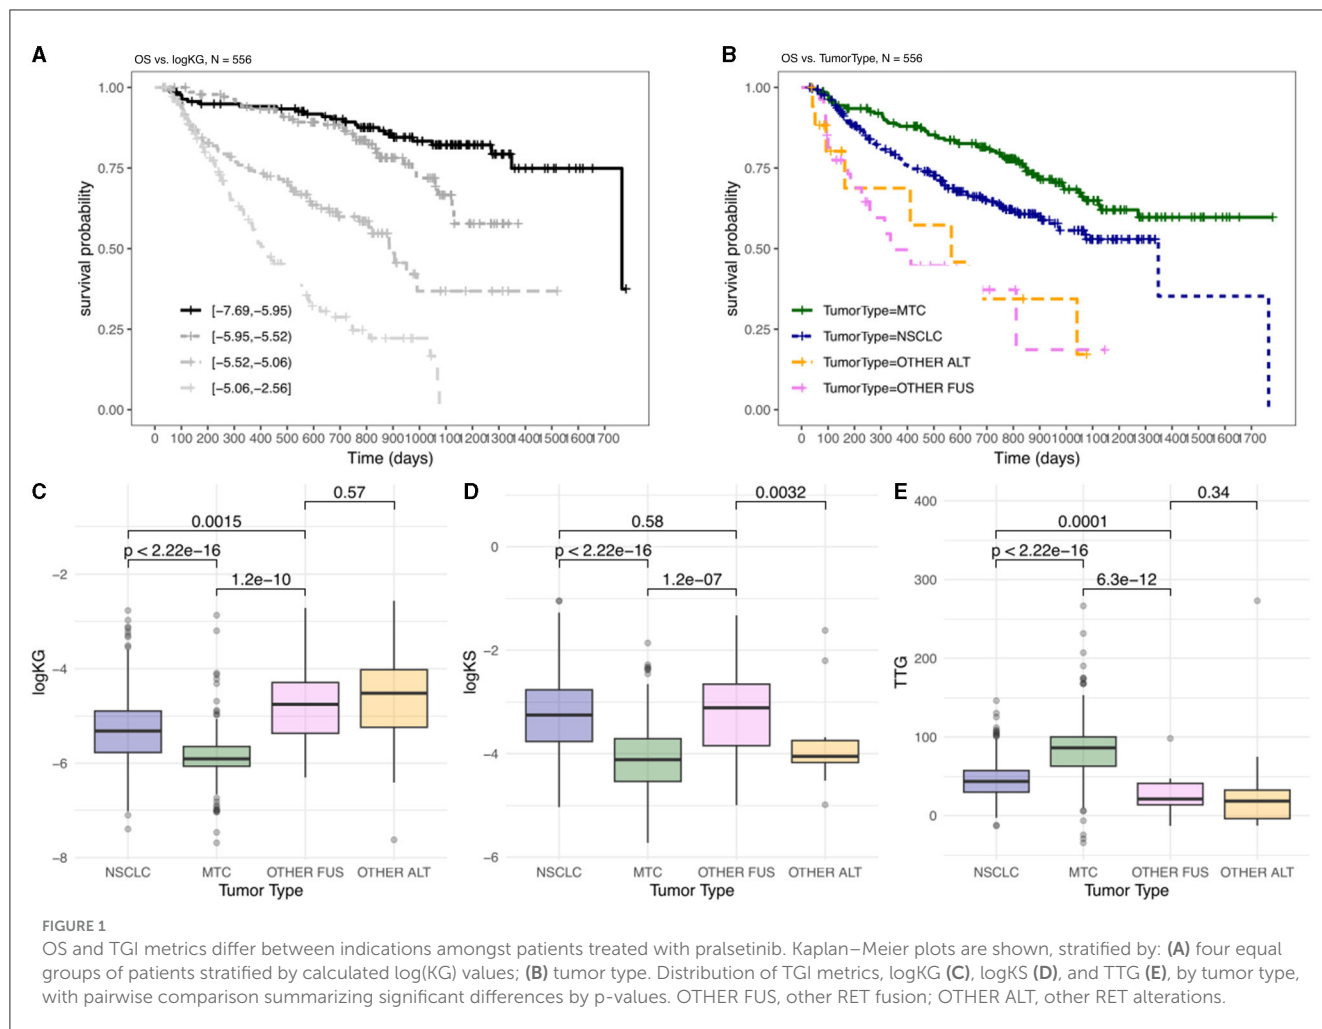 A
OS vs. logKG, N = 556
survival probability
1.00
0.75
0.50
0.25
0.00
[−7.69,−5.95)
[−5.95,−5.52)
[−5.52,−5.06)
[−5.06,−2.56]
0 100 200 300 400 500 600 700 800 900 1000 1100 1200 1300 1400 1500 1600 1700
Time (days)
B
OS vs. TumorType, N = 556
survival probability
1.00
0.75
0.50
0.25
0.00
TumorType=MTC
TumorType=NSCLC
TumorType=OTHER ALT
TumorType=OTHER FUS
0 100 200 300 400 500 600 700 800 900 1000 1100 1200 1300 1400 1500 1600 1700
Time (days)
C
0.57
0.0015
p < 2.22e−16
1.2e−10
logKG
−2
−4
−6
−8
NSCLC MTC OTHER FUS OTHER ALT
Tumor Type
D
0.0032
0.58
p < 2.22e−16
1.2e−07
logKS
0
−2
−4
−6
NSCLC MTC OTHER FUS OTHER ALT
Tumor Type
E
0.34
0.0001
p < 2.22e−16
6.3e−12
TTG
400
300
200
100
0
NSCLC MTC OTHER FUS OTHER ALT
Tumor Type
FIGURE 1
OS and TGI metrics differ between indications amongst patients treated with pralsetinib. Kaplan–Meier plots are shown, stratified by: (A) four equal
groups of patients stratified by calculated log(KG) values; (B) tumor type. Distribution of TGI metrics, logKG (C), logKS (D), and TTG (E), by tumor type,
with pairwise comparison summarizing significant differences by p-values. OTHER FUS, other RET fusion; OTHER ALT, other RET alterations.